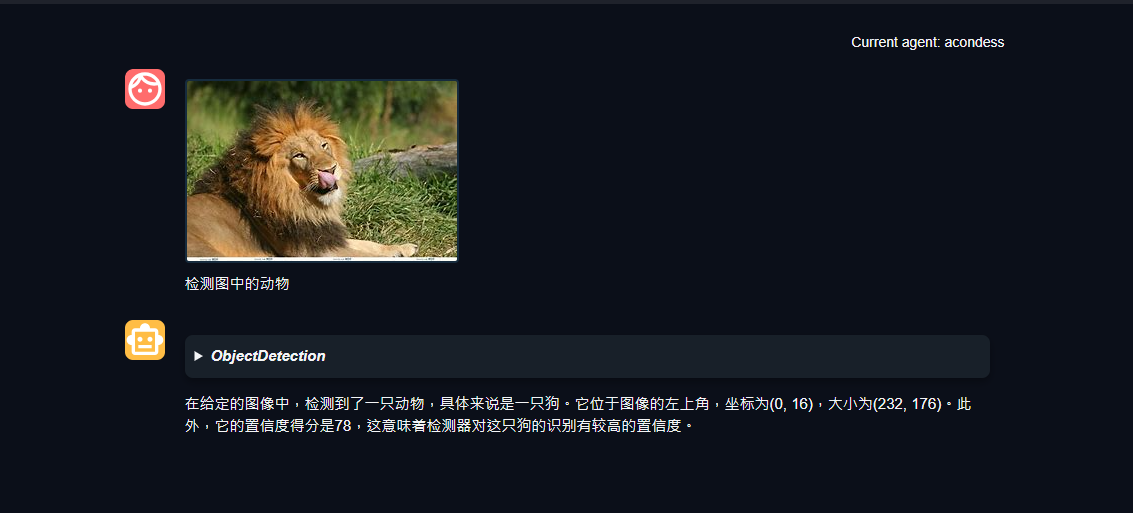 Current agent: acondess
检测图中的动物
ObjectDetection
在给定的图像中，检测到了一只动物，具体来说是一只狗。它位于图像的左上角，坐标为(0, 16)，大小为(232, 176)。此
外，它的置信度得分是78，这意味着检测器对这只狗的识别有较高的置信度。